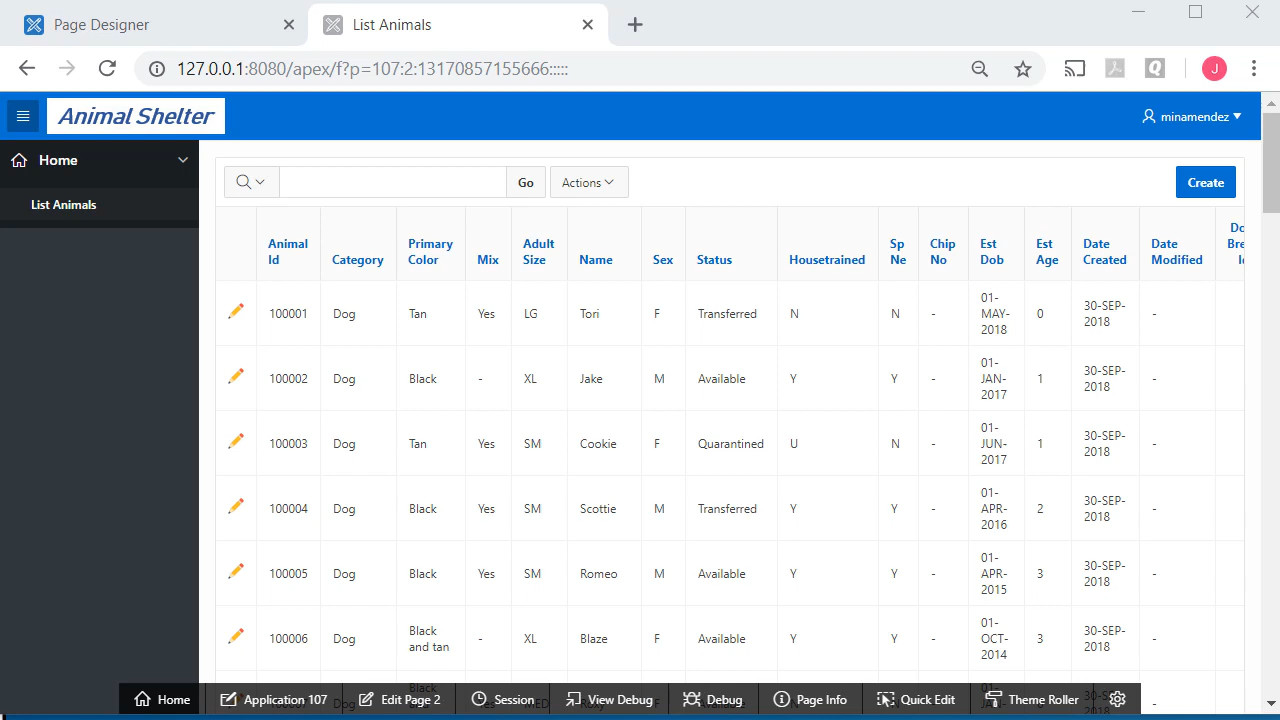 Page Designer
List Animals
127.0.0.1:8080/apex/f?p=107:2:13170857155666:::::
J
Animal Shelter
minamendez
Home
List Animals
Go
Actions
Create
Animal Id Category Primary Color Mix Adult Size Name Sex Status Housetrained Sp Ne Chip No Est Dob Est Age Date Created Date Modified Do Bre I
100001 Dog Tan Yes LG Tori F Transferred N N - 01-MAY-2018 0 30-SEP-2018 -
100002 Dog Black - XL Jake M Available Y Y - 01-JAN-2017 1 30-SEP-2018 -
100003 Dog Tan Yes SM Cookie F Quarantined U N - 01-JUN-2017 1 30-SEP-2018 -
100004 Dog Black Yes SM Scottie M Transferred Y Y - 01-APR-2016 2 30-SEP-2018 -
100005 Dog Black Yes SM Romeo M Available Y Y - 01-APR-2015 3 30-SEP-2018 -
100006 Dog Black and tan - XL Blaze F Available Y Y - 01-OCT-2014 3 30-SEP-2018 -
Home Application 107 Edit Page 2 Session View Debug Debug Page Info Quick Edit Theme Roller